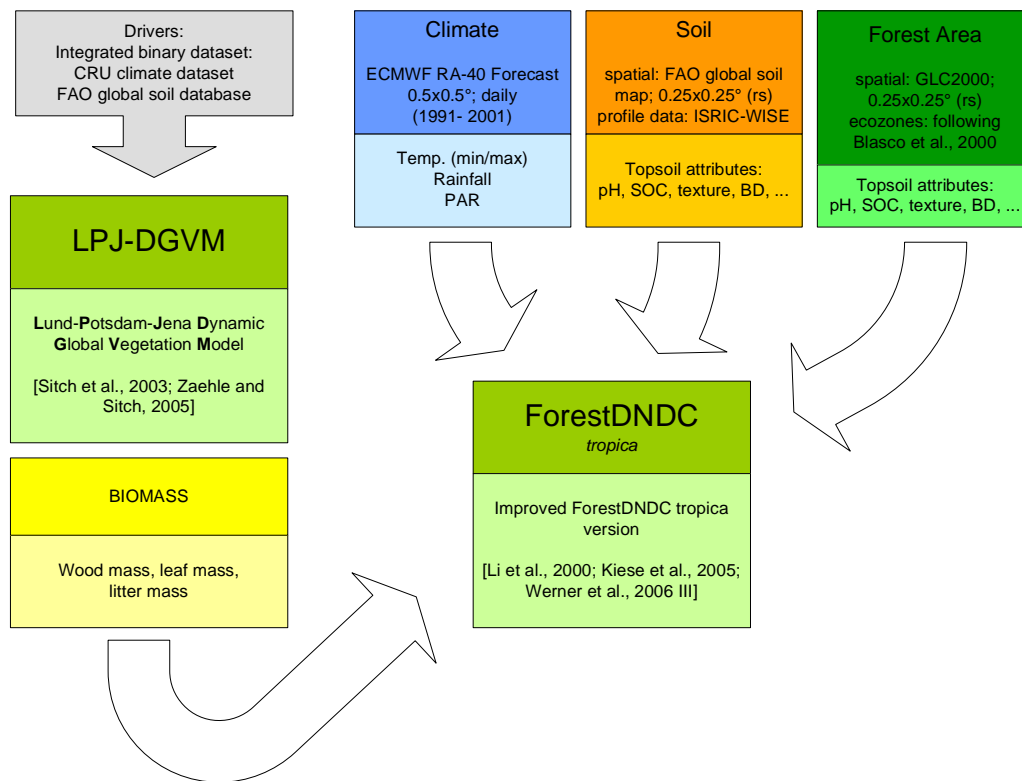 Drivers:
Integrated binary dataset:
CRU climate dataset
FAO global soil database
LPJ-DGVM
Lund-Potsdam-Jena Dynamic
Global Vegetation Model
[Sitch et al., 2003; Zaehle and
Sitch, 2005]
BIOMASS
Wood mass, leaf mass,
litter mass
Climate
ECMWF RA-40 Forecast
0.5x0.5°; daily
(1991- 2001)
Temp. (min/max)
Rainfall
PAR
Soil
spatial: FAO global soil
map; 0.25x0.25° (rs)
profile data: ISRIC-WISE
Topsoil attributes:
pH, SOC, texture, BD, ...
Forest Area
spatial: GLC2000;
0.25x0.25° (rs)
ecozones: following
Blasco et al., 2000
Topsoil attributes:
pH, SOC, texture, BD, ...
ForestDNDC
tropica
Improved ForestDNDC tropica
version
[Li et al., 2000; Kiese et al., 2005;
Werner et al., 2006 III]